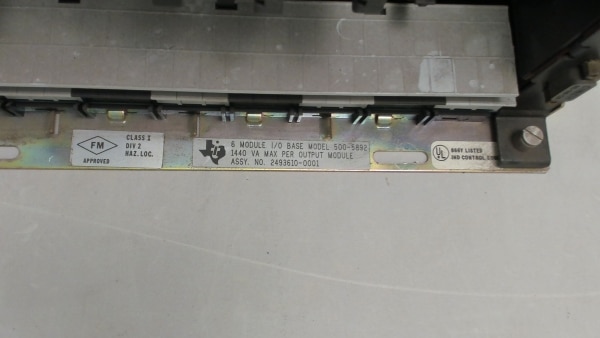 FM
APPROVED
CLASS I
DIV 2
HAZ. LOC.
6 MODULE I/O BASE MODEL 500-5892
1440 VA MAX PER OUTPUT MODULE
ASSY. NO. 2493610-0001
UL
LISTED
IND CONTROL